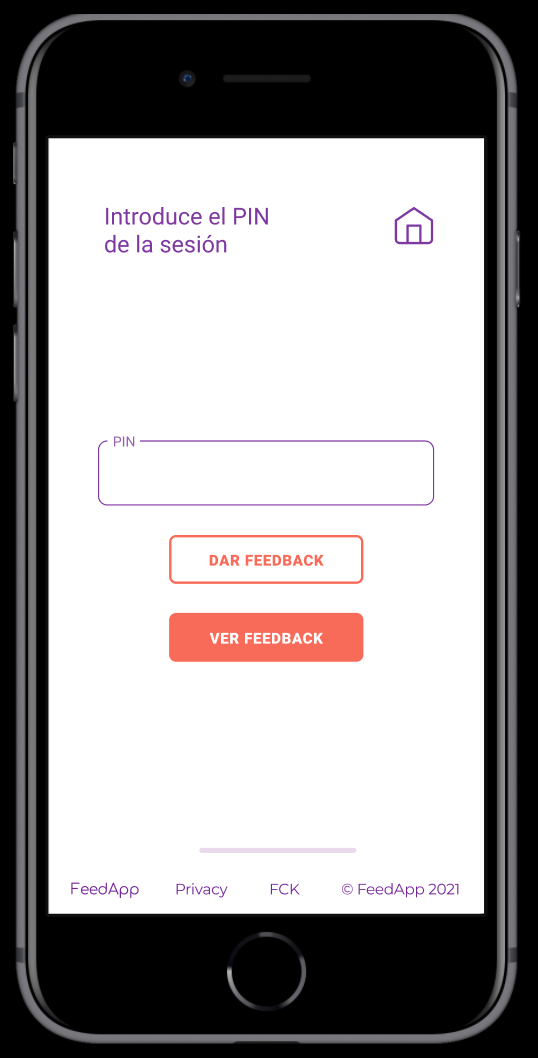 Introduce el PIN
de la sesión
PIN
DAR FEEDBACK
VER FEEDBACK
FeedApp Privacy FCK © FeedApp 2021